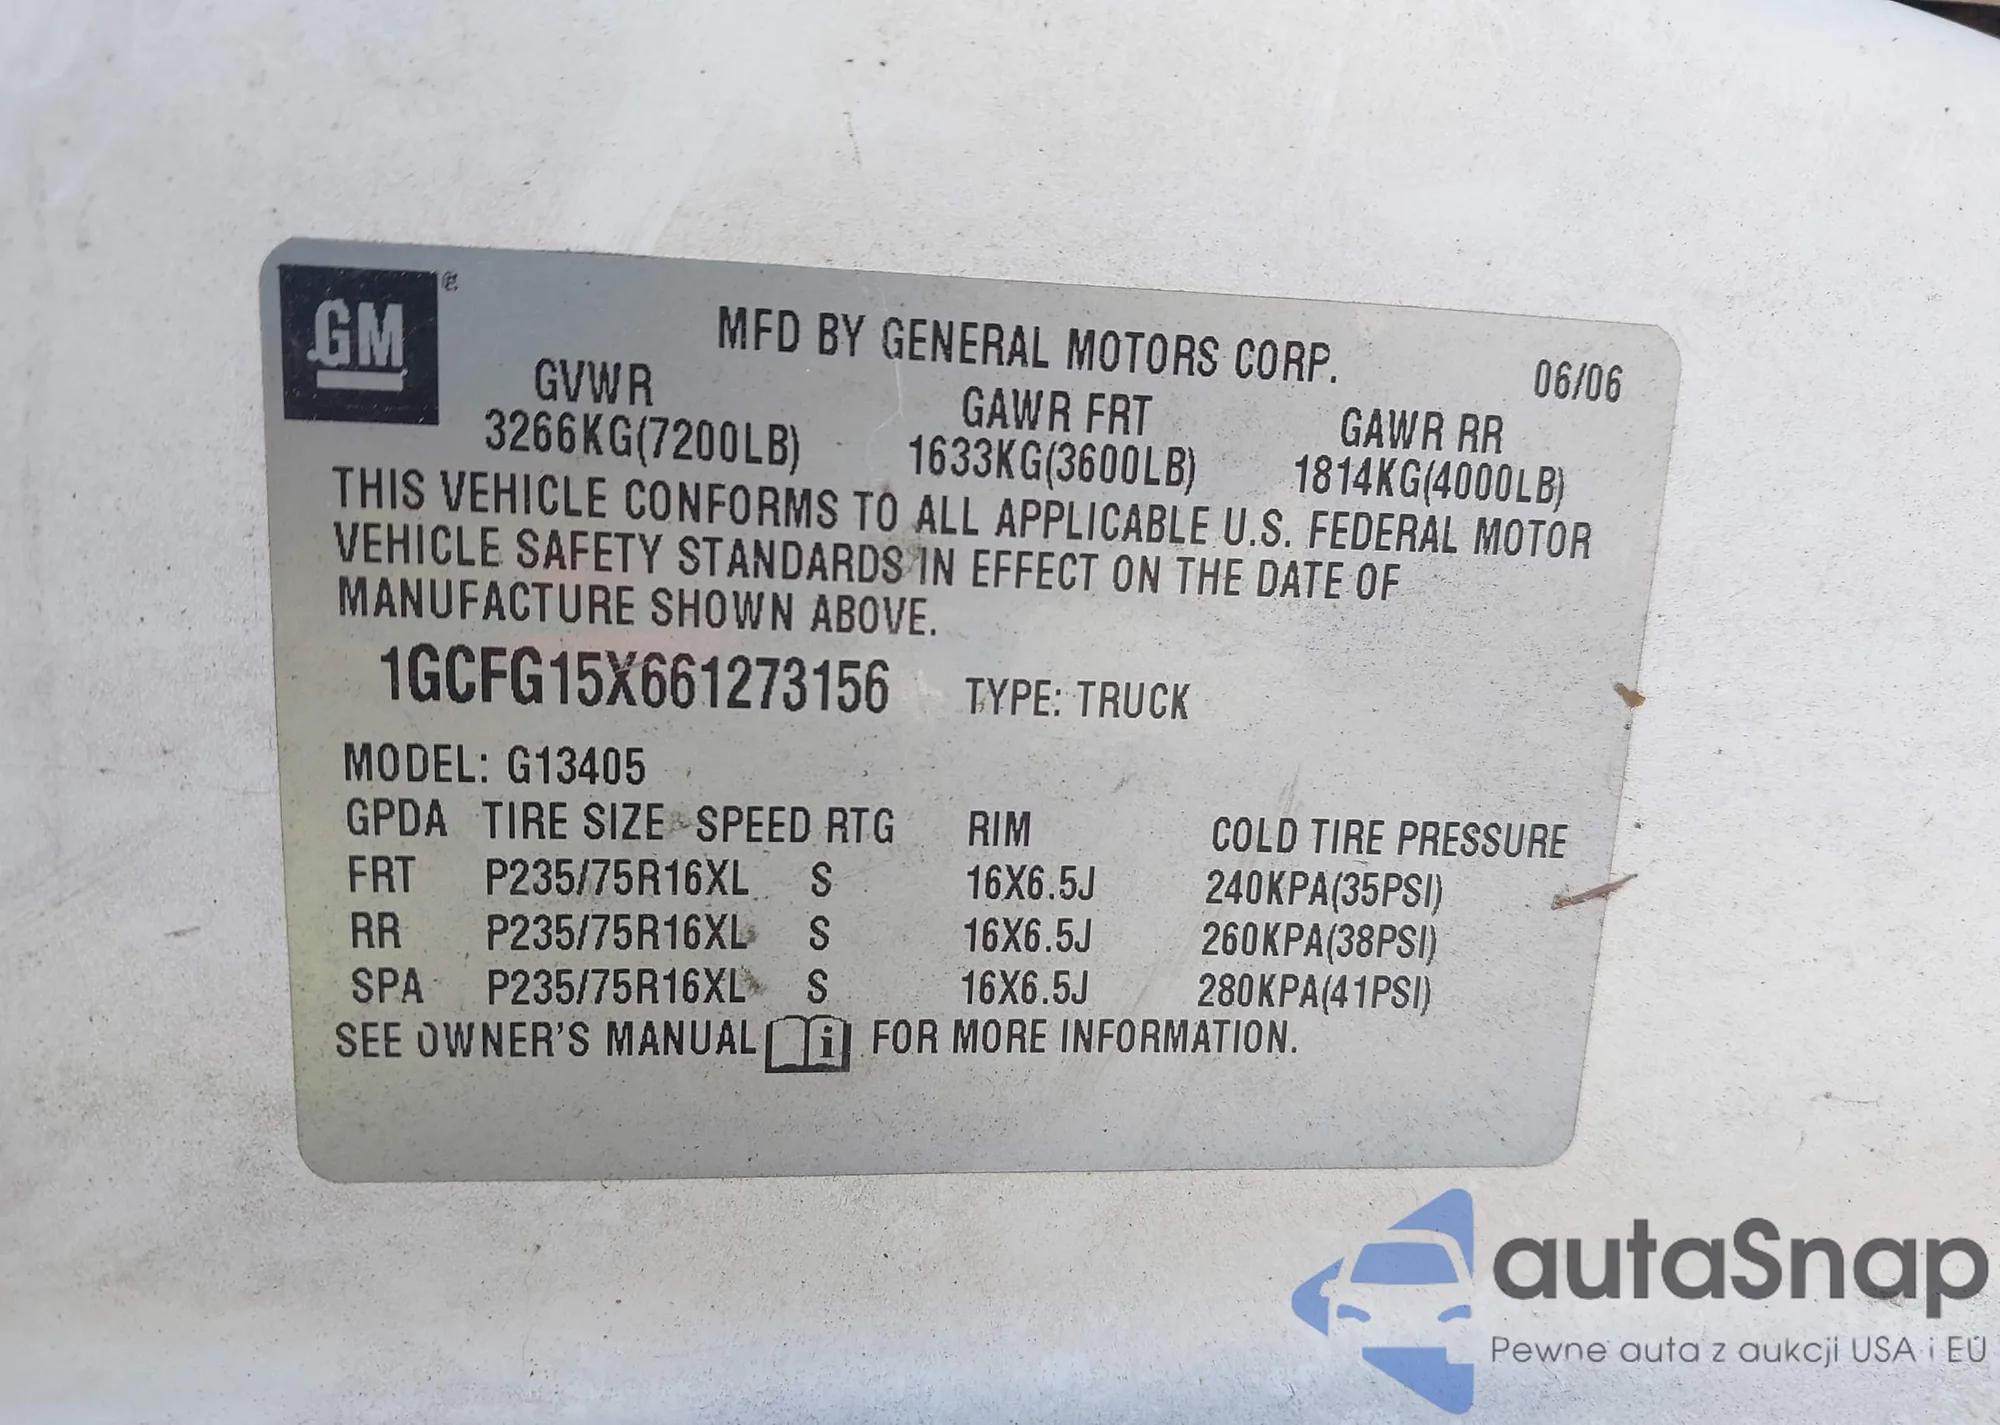 GM
MFD BY GENERAL MOTORS CORP.
06/06
GVWR GAWR FRT GAWR RR
3266KG(7200LB) 1633KG(3600LB) 1814KG(4000LB)
THIS VEHICLE CONFORMS TO ALL APPLICABLE U.S. FEDERAL MOTOR
VEHICLE SAFETY STANDARDS IN EFFECT ON THE DATE OF
MANUFACTURE SHOWN ABOVE.
1GCFG15X661273156 TYPE: TRUCK
MODEL: G13405
GPDA TIRE SIZE SPEED RTG RIM COLD TIRE PRESSURE
FRT P235/75R16XL S 16X6.5J 240KPA(35PSI)
RR P235/75R16XL S 16X6.5J 260KPA(38PSI)
SPA P235/75R16XL S 16X6.5J 280KPA(41PSI)
SEE OWNER'S MANUAL i FOR MORE INFORMATION.
autaSnap
Pewne auta z aukcji USA i EU